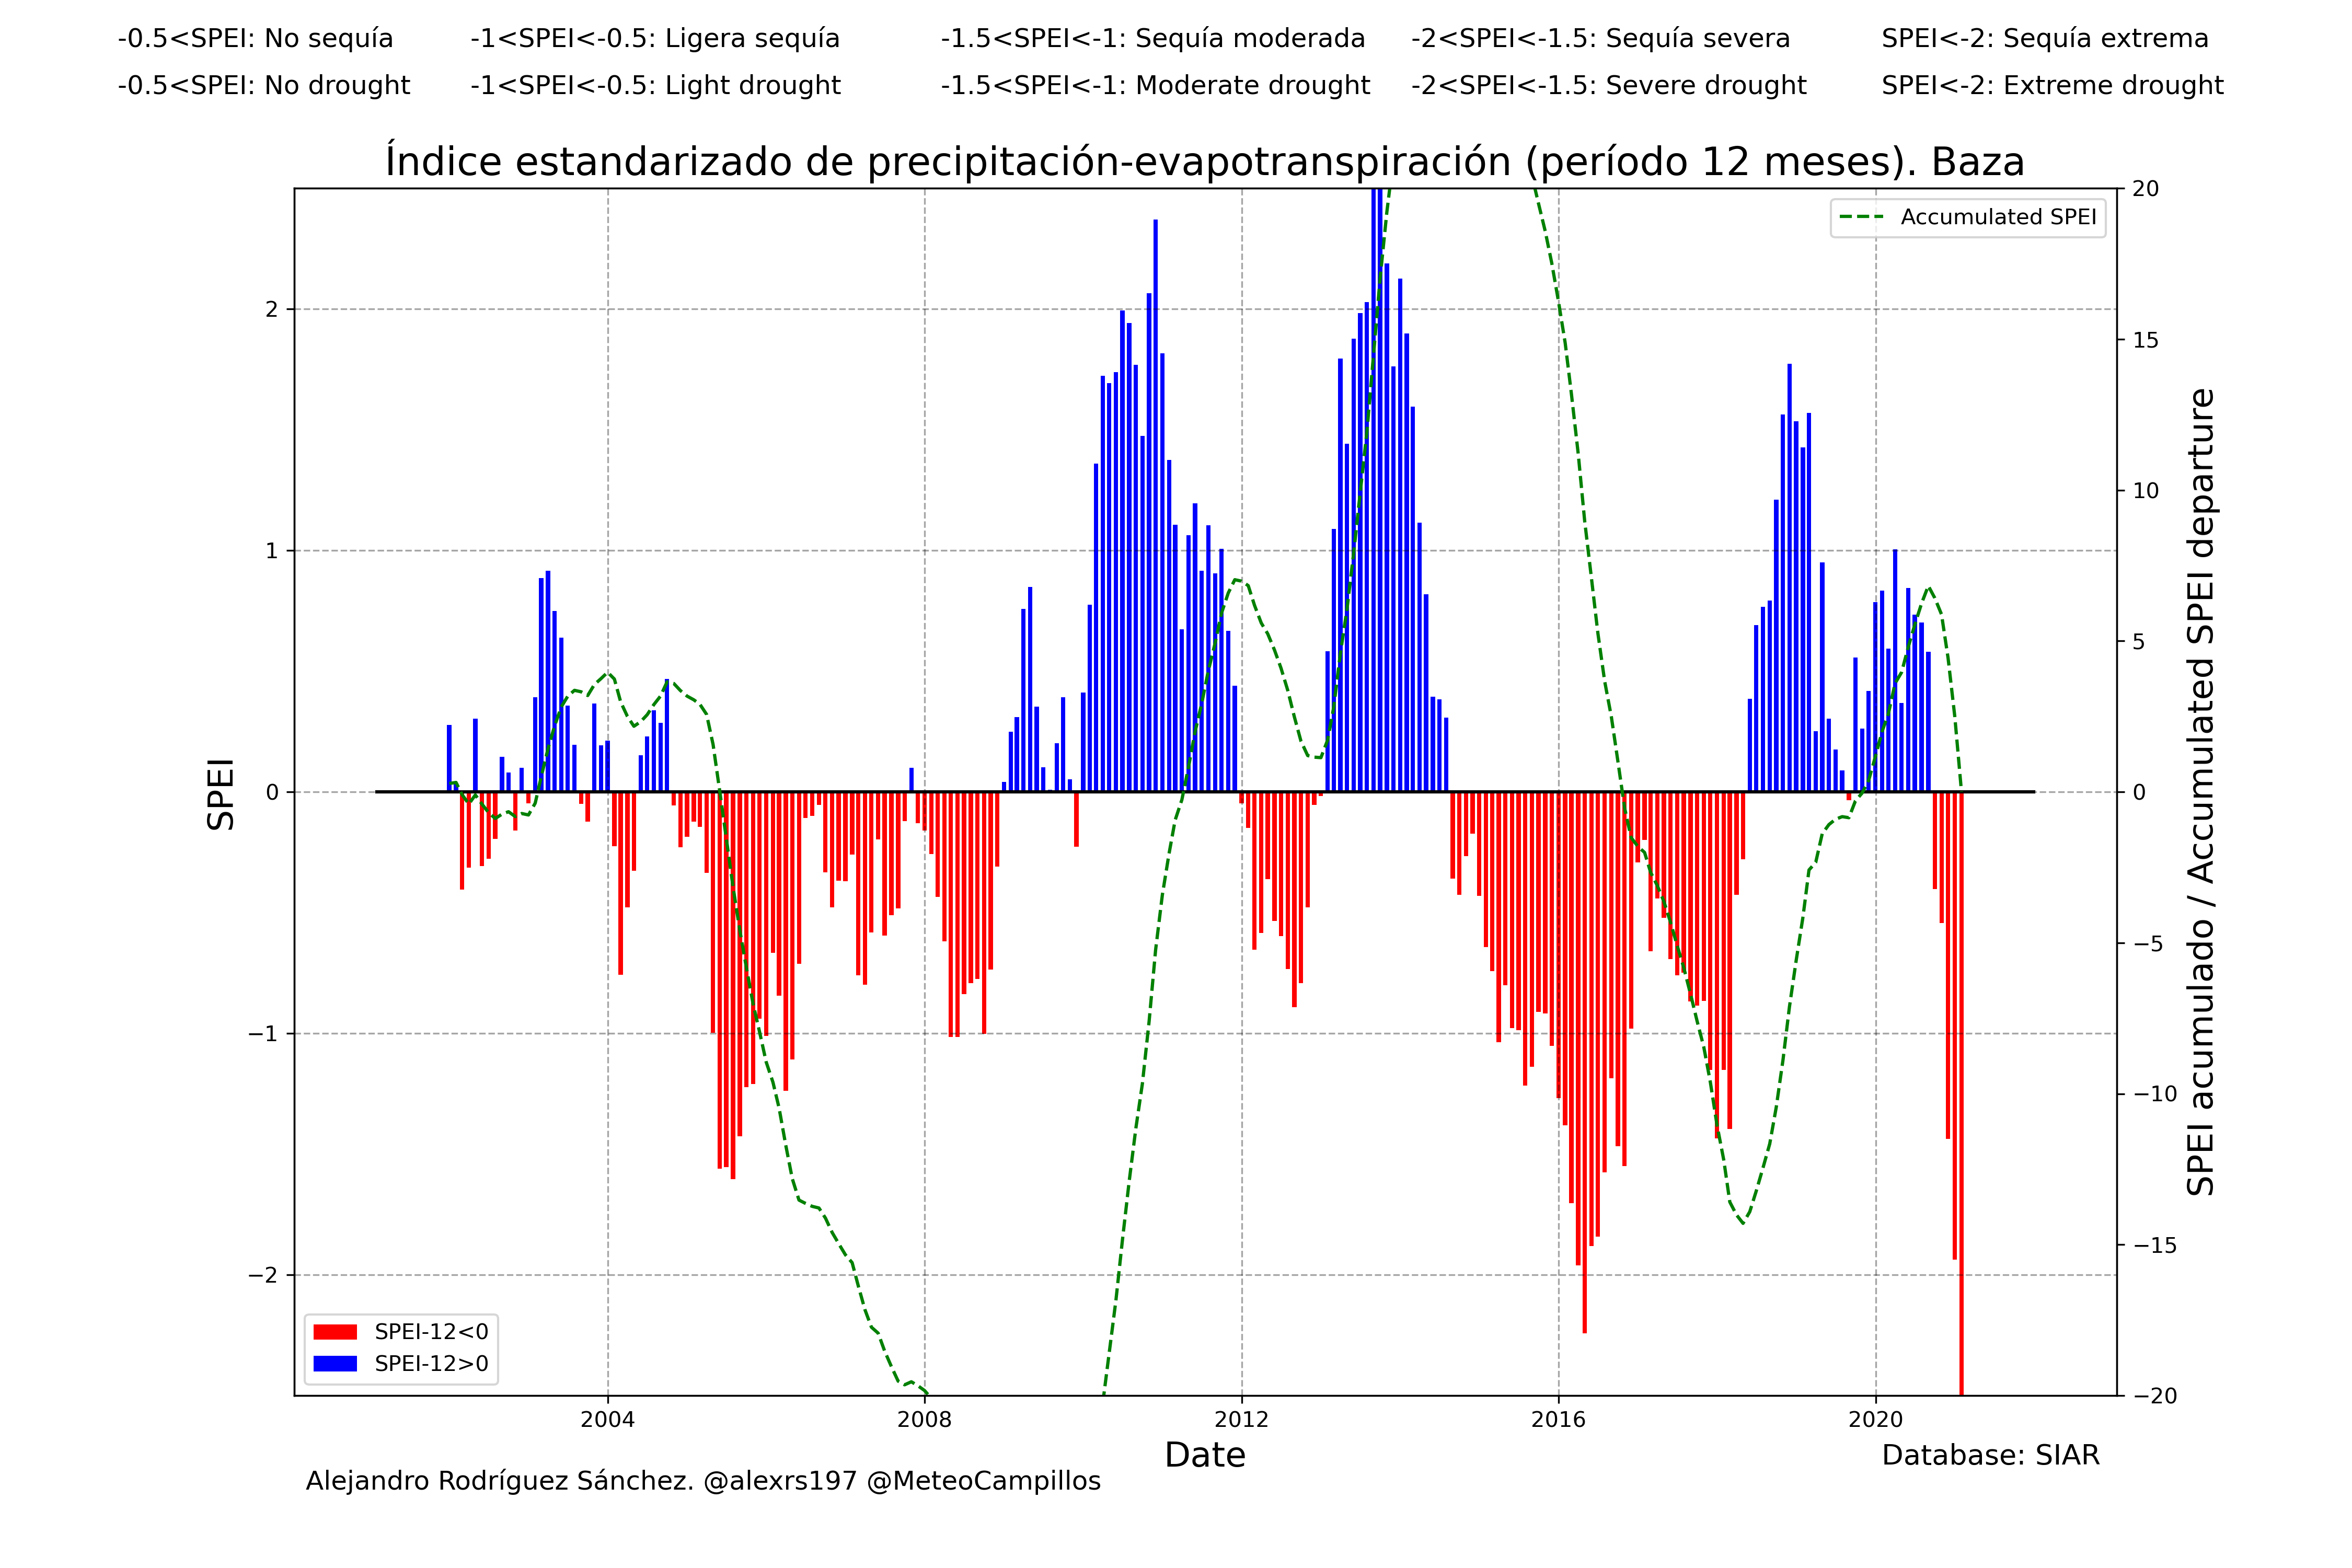 -0.5<SPEI: No sequía -1<SPEI<-0.5: Ligera sequía -1.5<SPEI<-1: Sequía moderada -2<SPEI<-1.5: Sequía severa SPEI<-2: Sequía extrema
-0.5<SPEI: No drought -1<SPEI<-0.5: Light drought -1.5<SPEI<-1: Moderate drought -2<SPEI<-1.5: Severe drought SPEI<-2: Extreme drought
Índice estandarizado de precipitación-evapotranspiración (período 12 meses). Baza
Accumulated SPEI
SPEI
2
1
0
−1
−2
20
15
10
5
0
−5
−10
−15
−20
SPEI acumulado / Accumulated SPEI departure
SPEI-12<0
SPEI-12>0
2004 2008 2012 2016 2020
Date
Database: SIAR
Alejandro Rodríguez Sánchez. @alexrs197 @MeteoCampillos